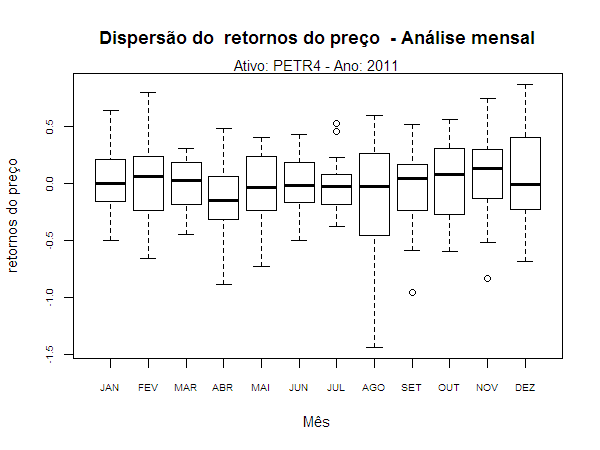 Dispersão do  retornos do preço  - Análise mensal
Ativo: PETR4 - Ano: 2011
retornos do preço
0.5
0.0
-0.5
-1.0
-1.5
JAN FEV MAR ABR MAI JUN JUL AGO SET OUT NOV DEZ
Mês